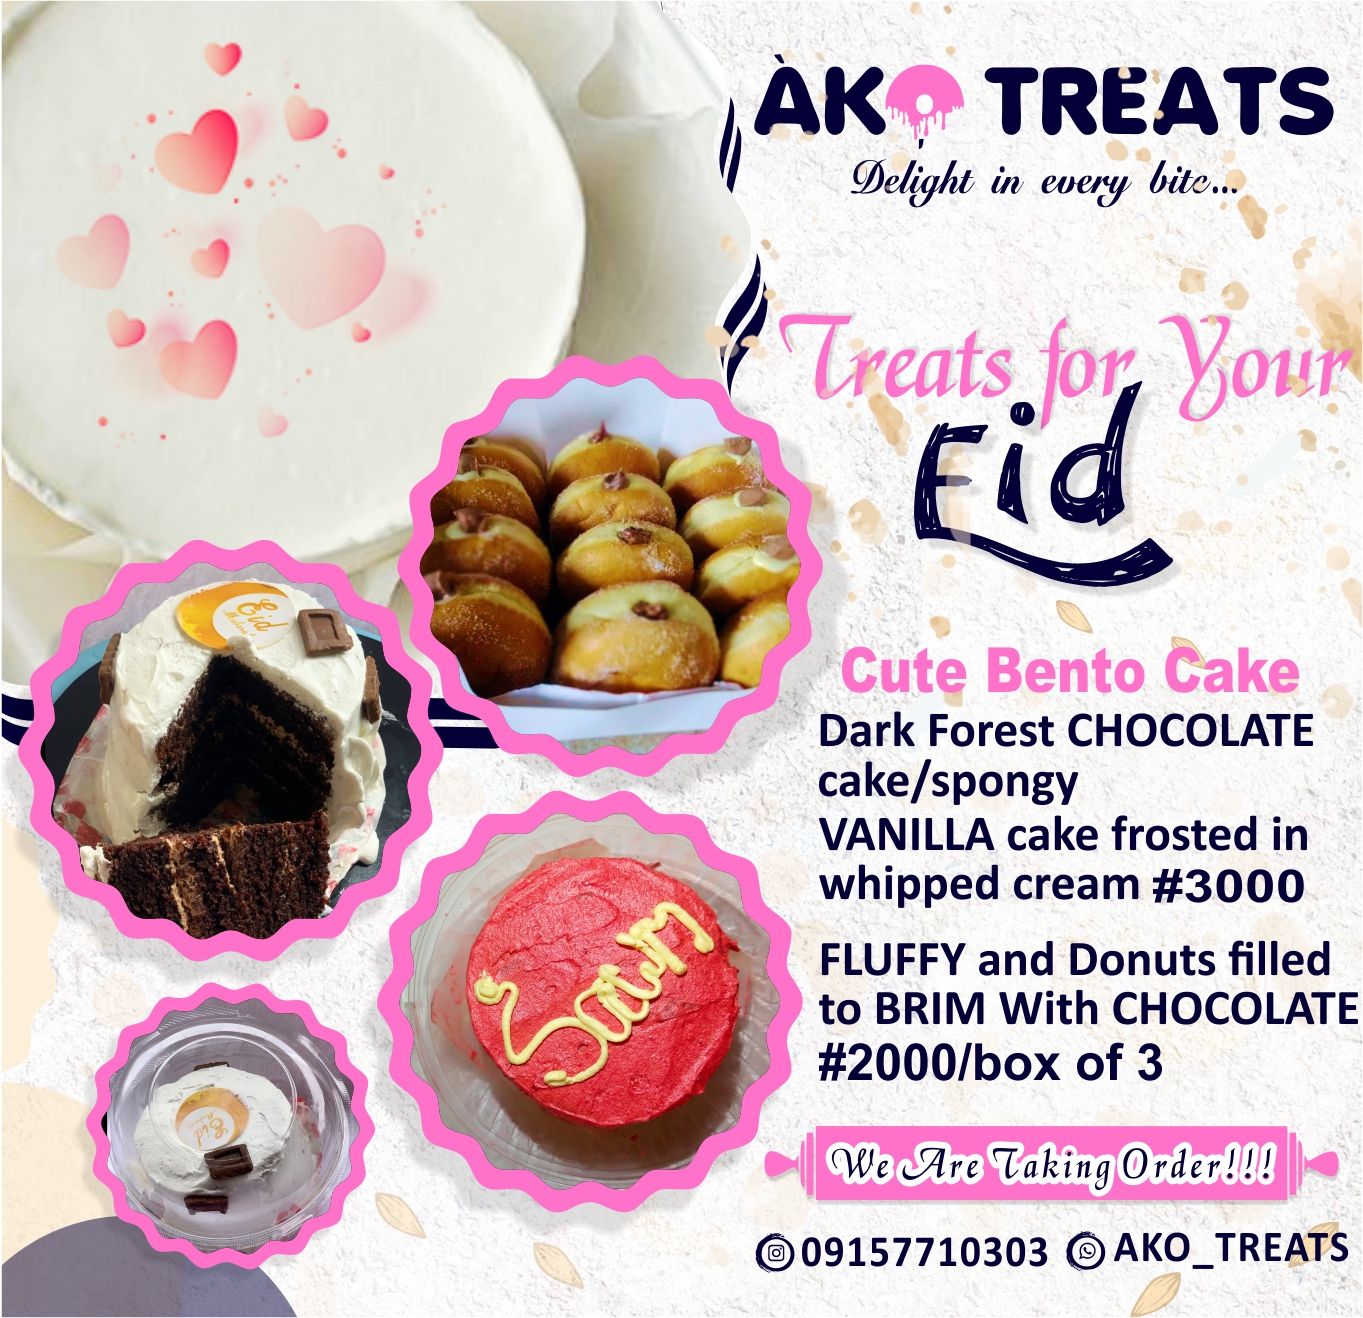 ÀKỌ TREATS
Delight in every bite...
Treats for Your
Eid
Cute Bento Cake
Dark Forest CHOCOLATE
cake/spongy
VANILLA cake frosted in
whipped cream #3000
FLUFFY and Donuts filled
to BRIM With CHOCOLATE
#2000/box of 3
We Are Taking Order!!!
09157710303 AKO_TREATS
Eid
Eid